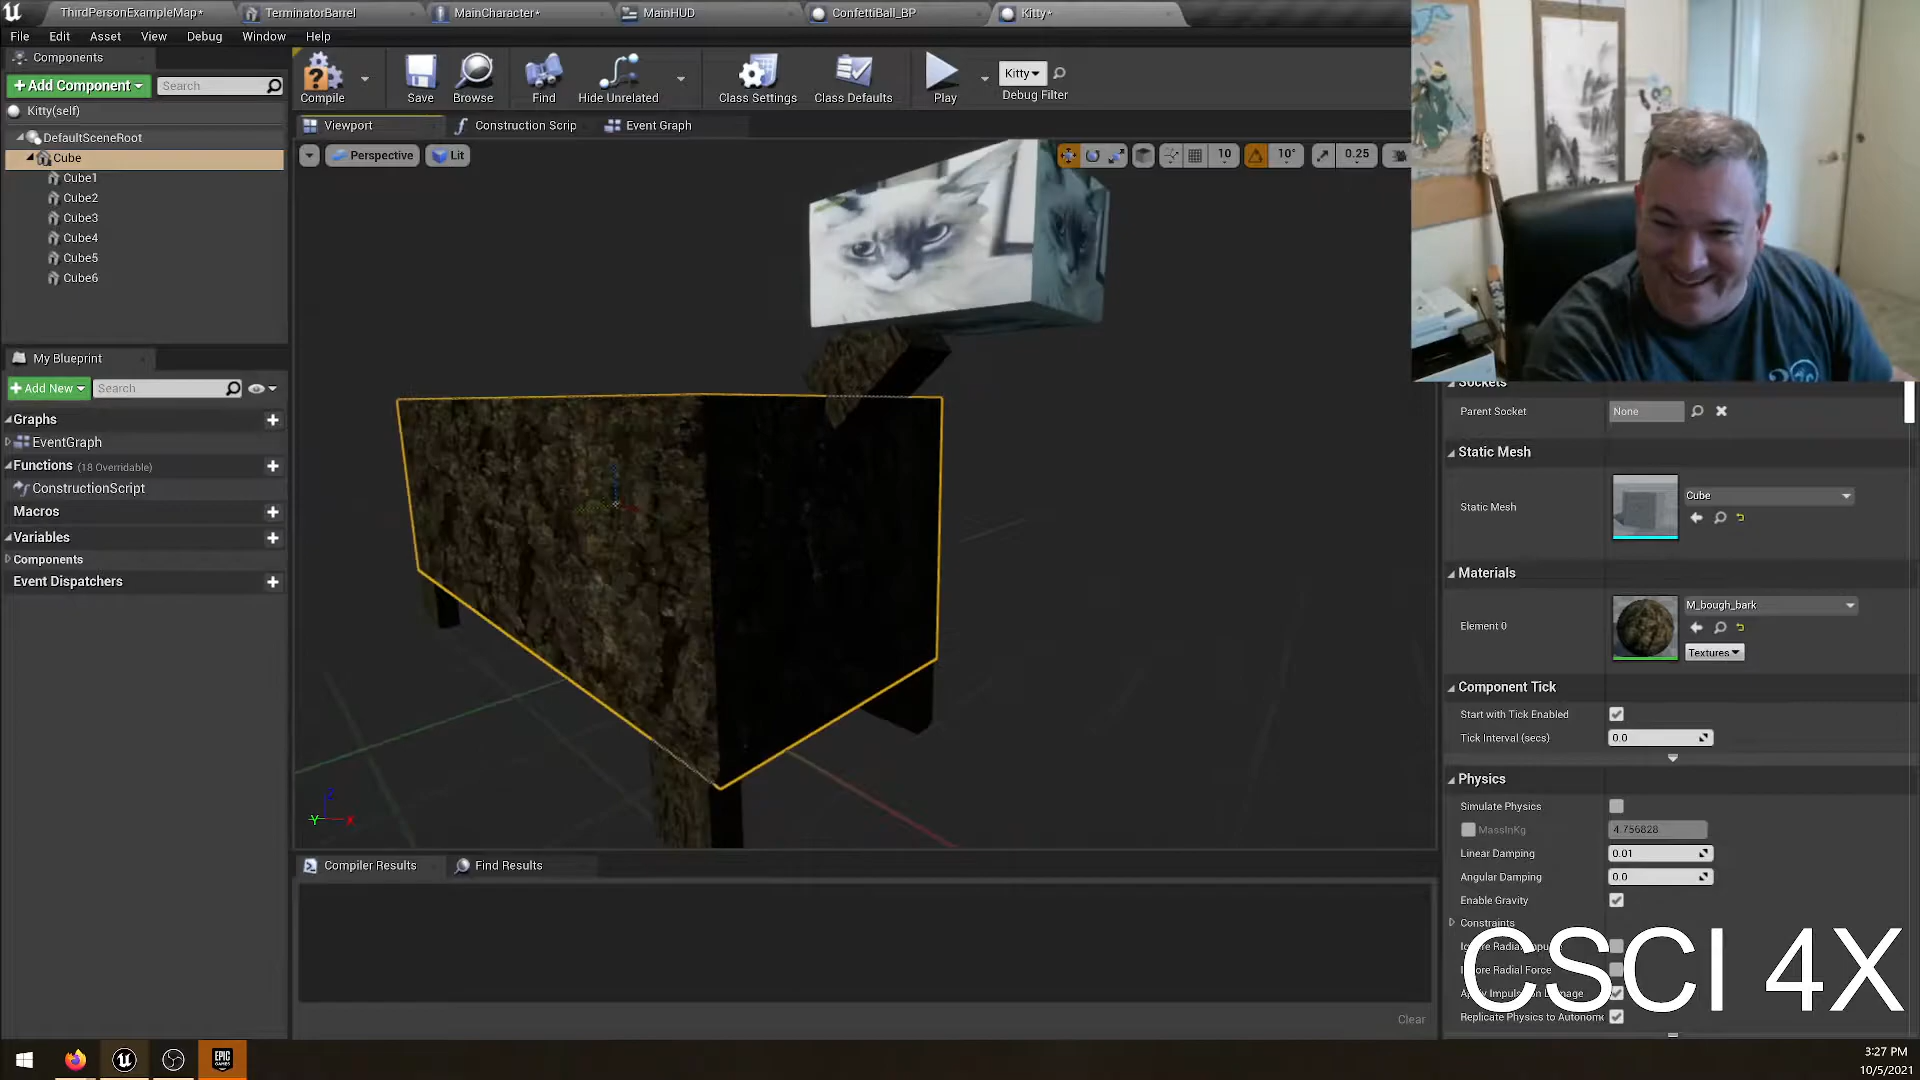 ThirdPersonExampleMap*
TerminatorBarrel
MainCharacter*
MainHUD
ConfettiBall_BP
Kitty*
File Edit Asset View Debug Window Help
Components
+ Add Component
Search
Kitty(self)
DefaultSceneRoot
Cube
Cube1
Cube2
Cube3
Cube4
Cube5
Cube6
My Blueprint
+ Add New
Search
Graphs
EventGraph
Functions (18 Overridable)
ConstructionScript
Macros
Variables
Components
Event Dispatchers
Compile
Save
Browse
Find
Hide Unrelated
Class Settings
Class Defaults
Play
Kitty
Debug Filter
Viewport
Construction Scrip
Event Graph
Perspective
Lit
10
10°
0.25
Z
Y
X
Compiler Results
Find Results
Clear
Sockets
Parent Socket
None
Static Mesh
Static Mesh
Cube
Materials
Element 0
M_bough_bark
Textures
Component Tick
Start with Tick Enabled
Tick Interval (secs)
0.0
Physics
Simulate Physics
MassInKg
4.756828
Linear Damping
0.01
Angular Damping
0.0
Enable Gravity
Constraints
Ignore Radial Force
Replicate Physics to Autonomo
CSCI 4X
EPIC
GAMES
3:27 PM
10/5/2021